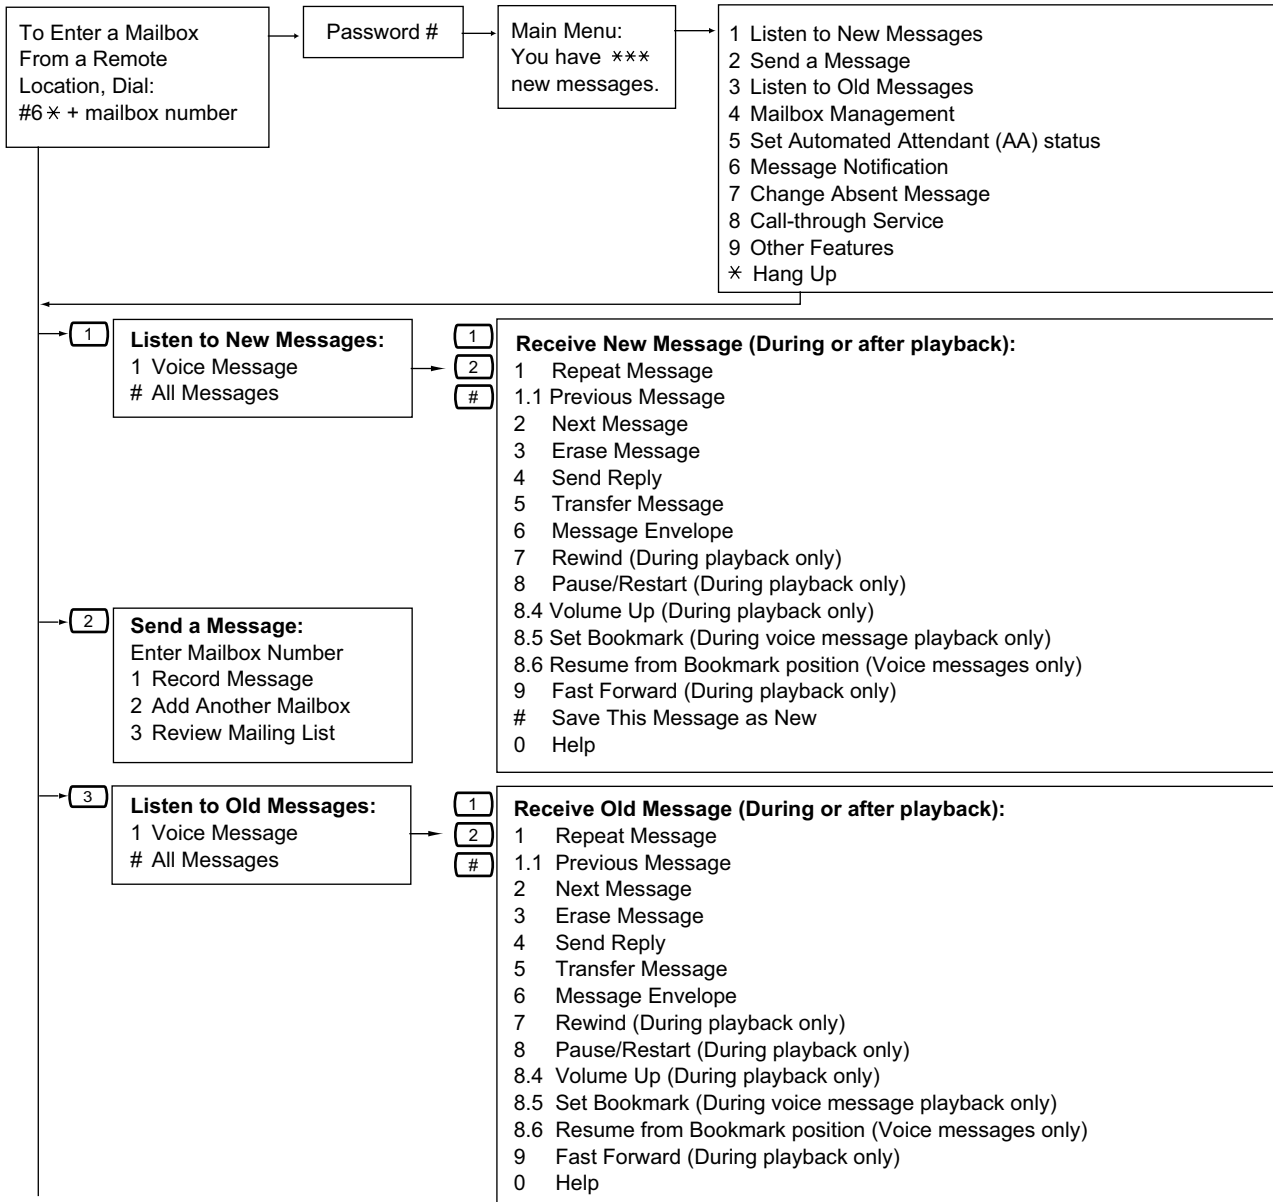 To Enter a Mailbox
From a Remote
Location, Dial:
#6 * + mailbox number
Password #
Main Menu:
You have ***
new messages.
1 Listen to New Messages
2 Send a Message
3 Listen to Old Messages
4 Mailbox Management
5 Set Automated Attendant (AA) status
6 Message Notification
7 Change Absent Message
8 Call-through Service
9 Other Features
* Hang Up
1
Listen to New Messages:
1 Voice Message
# All Messages
1
2
#
Receive New Message (During or after playback):
1 Repeat Message
1.1 Previous Message
2 Next Message
3 Erase Message
4 Send Reply
5 Transfer Message
6 Message Envelope
7 Rewind (During playback only)
8 Pause/Restart (During playback only)
8.4 Volume Up (During playback only)
8.5 Set Bookmark (During voice message playback only)
8.6 Resume from Bookmark position (Voice messages only)
9 Fast Forward (During playback only)
# Save This Message as New
0 Help
2
Send a Message:
Enter Mailbox Number
1 Record Message
2 Add Another Mailbox
3 Review Mailing List
3
Listen to Old Messages:
1 Voice Message
# All Messages
1
2
#
Receive Old Message (During or after playback):
1 Repeat Message
1.1 Previous Message
2 Next Message
3 Erase Message
4 Send Reply
5 Transfer Message
6 Message Envelope
7 Rewind (During playback only)
8 Pause/Restart (During playback only)
8.4 Volume Up (During playback only)
8.5 Set Bookmark (During voice message playback only)
8.6 Resume from Bookmark position (Voice messages only)
9 Fast Forward (During playback only)
0 Help